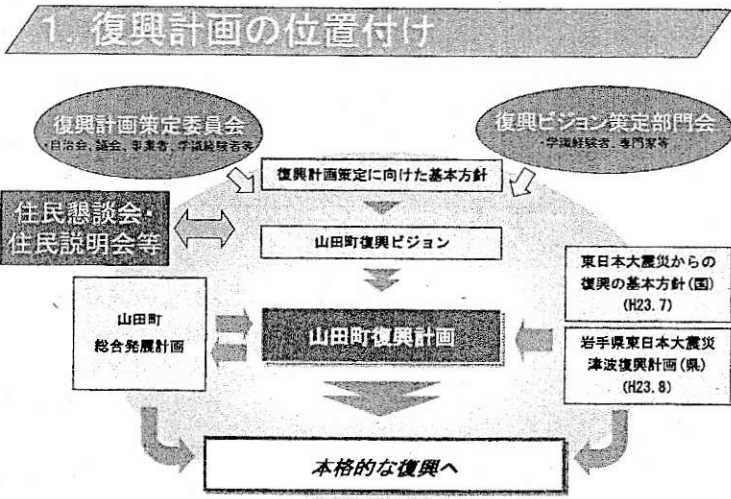 1. 復興計画の位置付け
復興計画策定委員会
・自治会、議会、事業者、学識経験者等
復興ビジョン策定部門会
・学識経験者、専門家等
復興計画策定に向けた基本方針
住民懇談会・
住民説明会等
山田町復興ビジョン
東日本大震災からの
復興の基本方針(国)
(H23.7)
山田町
総合発展計画
山田町復興計画
岩手県東日本大震災
津波復興計画(県)
(H23.8)
本格的な復興へ